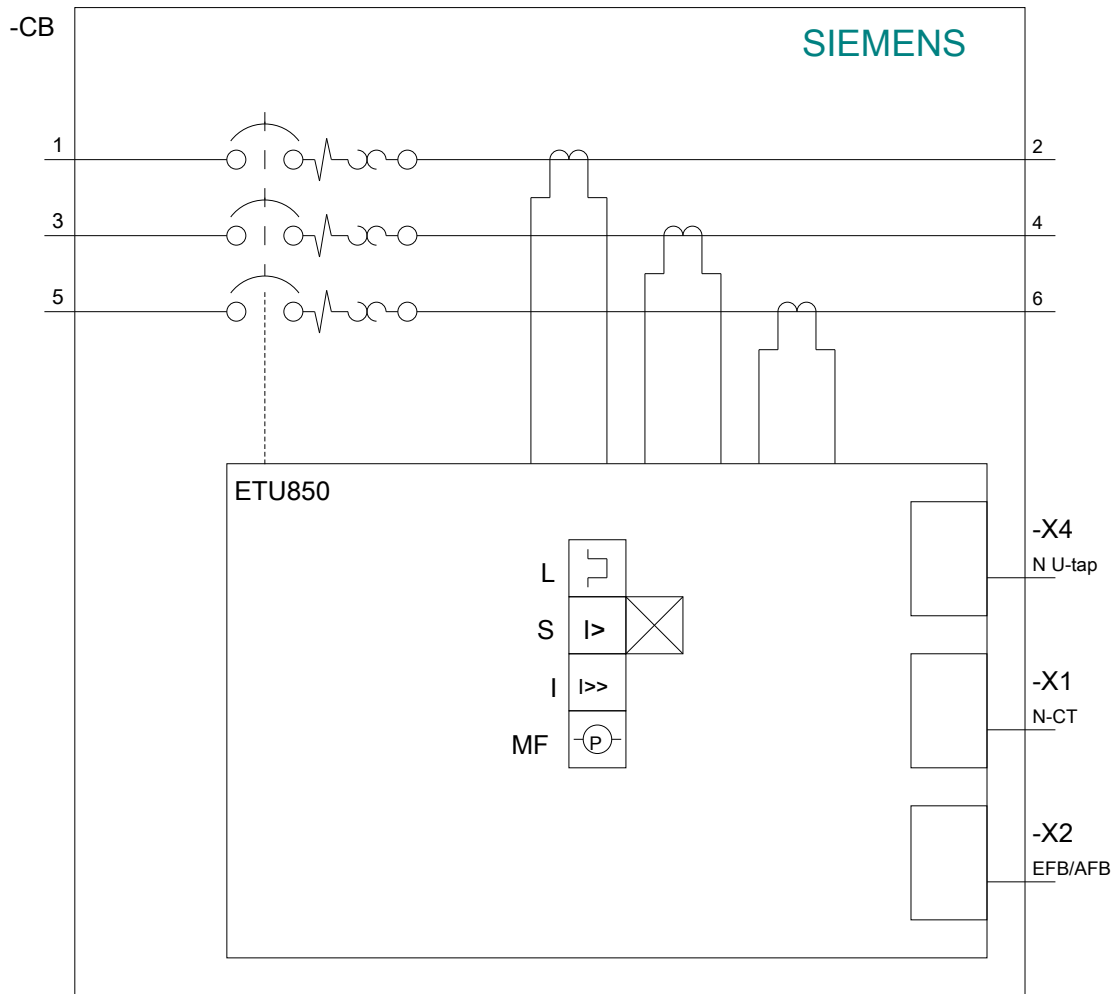 -CB
SIEMENS
1
2
3
4
5
6
ETU850
-X4
N U-tap
L
S
I>
I
I>>
-X1
N-CT
MF
P
-X2
EFB/AFB